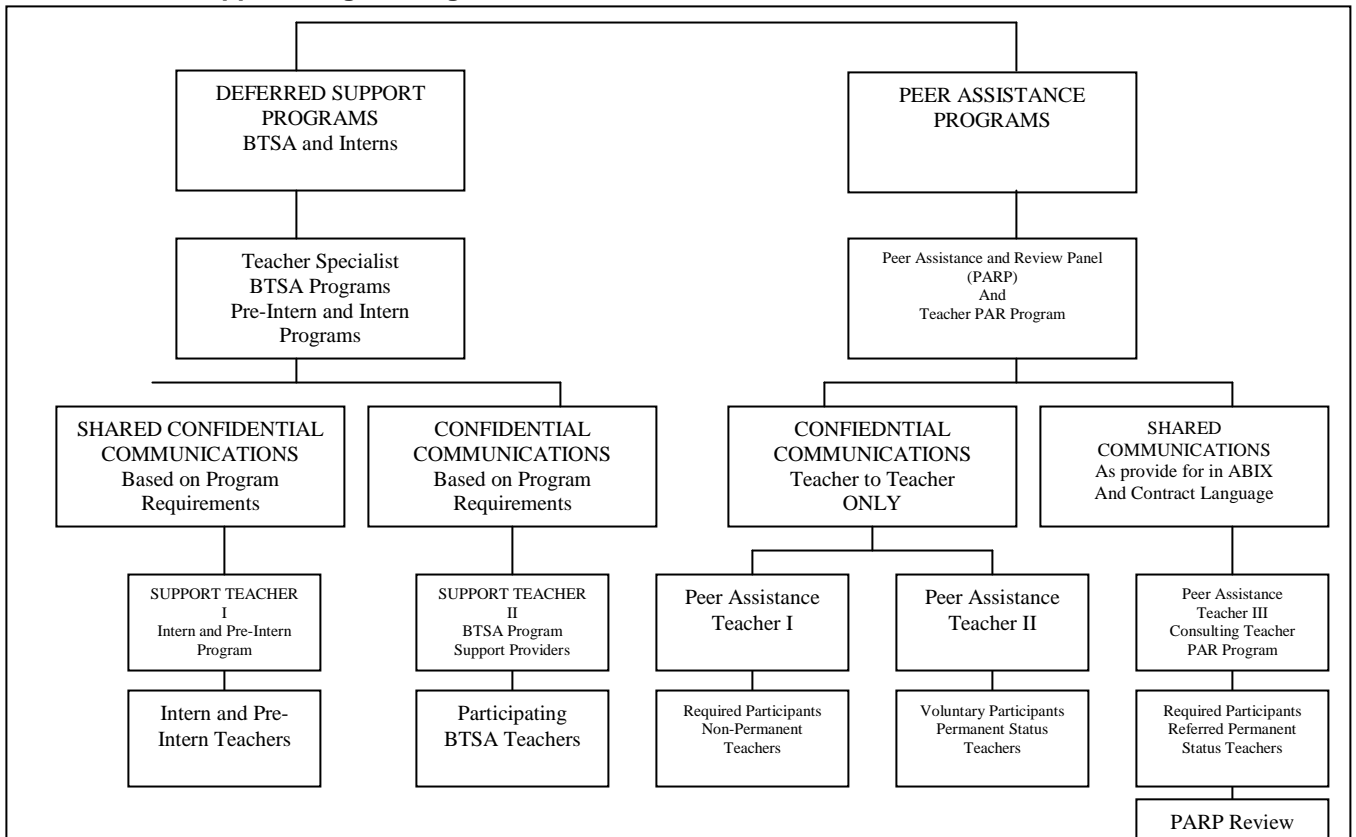 DEFERRED SUPPORT
PROGRAMS
BTSA and Interns
PEER ASSISTANCE
PROGRAMS
Teacher Specialist
BTSA Programs
Pre-Intern and Intern
Programs
Peer Assistance and Review Panel
(PARP)
And
Teacher PAR Program
SHARED CONFIDENTIAL
COMMUNICATIONS
Based on Program
Requirements
CONFIDENTIAL
COMMUNICATIONS
Based on Program
Requirements
CONFIEDNTIAL
COMMUNICATIONS
Teacher to Teacher
ONLY
SHARED
COMMUNICATIONS
As provide for in ABIX
And Contract Language
SUPPORT TEACHER
I
Intern and Pre-Intern
Program
SUPPORT TEACHER
II
BTSA Program
Support Providers
Peer Assistance
Teacher I
Peer Assistance
Teacher II
Peer Assistance
Teacher III
Consulting Teacher
PAR Program
Intern and Pre-
Intern Teachers
Participating
BTSA Teachers
Required Participants
Non-Permanent
Teachers
Voluntary Participants
Permanent Status
Teachers
Required Participants
Referred Permanent
Status Teachers
PARP Review